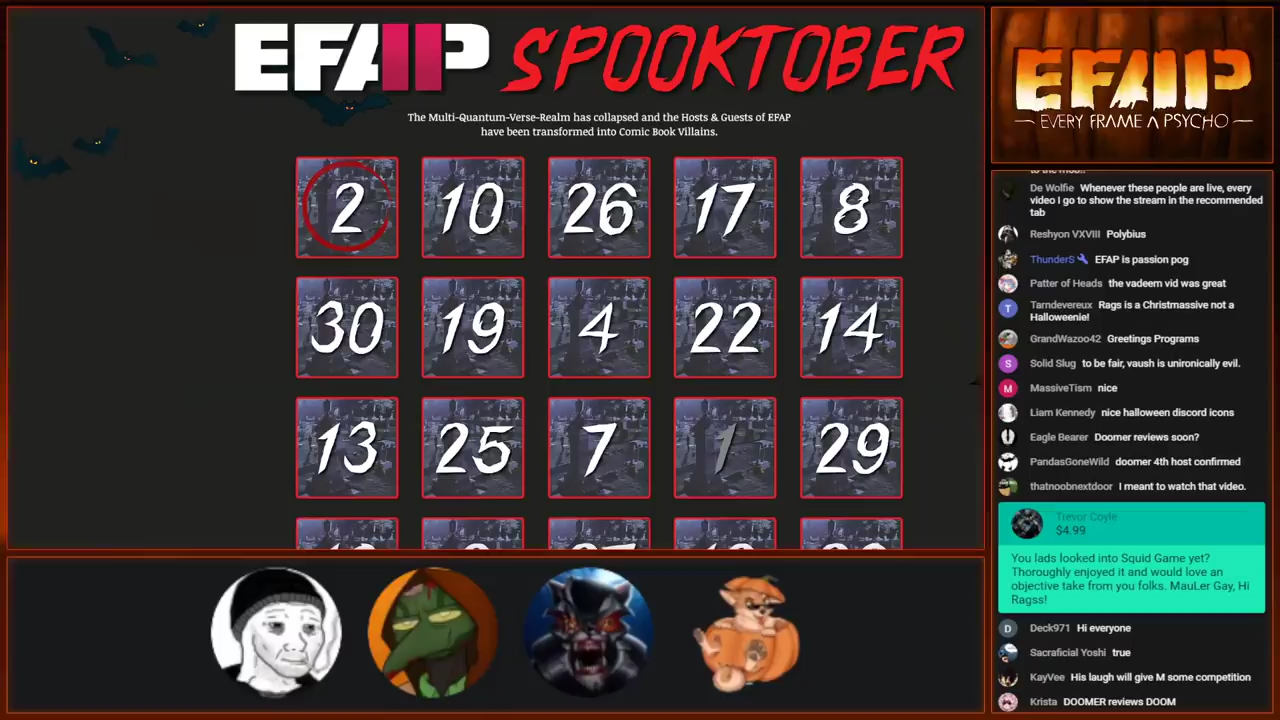 EFAP SPOOKTOBER
The Multi-Quantum-Verse-Realm has collapsed and the Hosts & Guests of EFAP
have been transformed into Comic Book Villains.
2 10 26 17 8
30 19 4 22 14
13 25 7 1 29
EFAP
EVERY FRAME A PSYCHO
De Wolfie Whenever these people are live, every
video I go to show the stream in the recommended
tab
Reshyon VXVIII Polybius
ThunderS EFAP is passion pog
Patter of Heads the vadeem vid was great
T Tarndevereux Rags is a Christmassive not a
Halloweenie!
GrandWazoo42 Greetings Programs
S Solid Slug to be fair, vaush is unironically evil.
M MassiveTism nice
Liam Kennedy nice halloween discord icons
Eagle Bearer Doomer reviews soon?
PandasGoneWild doomer 4th host confirmed
thatnoobnextdoor I meant to watch that video.
Trevor Coyle
$4.99
You lads looked into Squid Game yet?
Thoroughly enjoyed it and would love an
objective take from you folks. MauLer Gay, Hi
Ragss!
D Deck971 Hi everyone
Sacraficial Yoshi true
KayVee His laugh will give M some competition
Krista DOOMER reviews DOOM